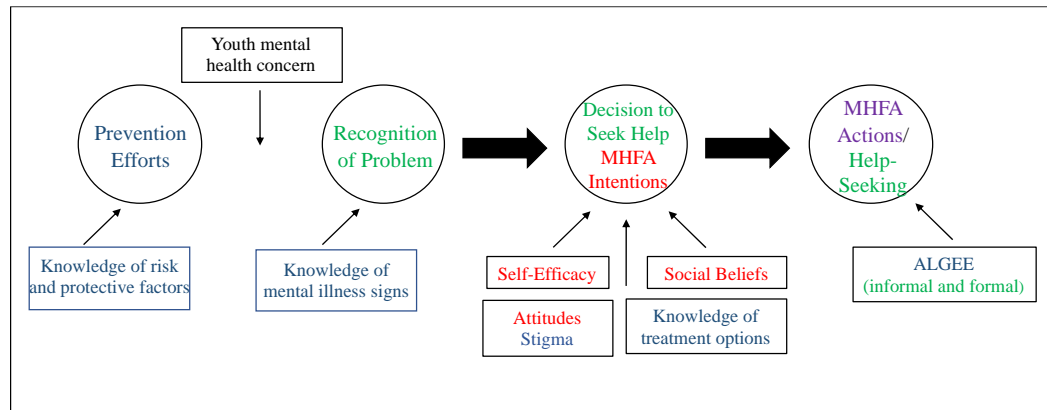 Youth mental
health concern
Prevention
Efforts
Recognition
of Problem
Decision to
Seek Help
MHFA
Intentions
MHFA
Actions/
Help-
Seeking
Knowledge of risk
and protective factors
Knowledge of
mental illness signs
Self-Efficacy
Social Beliefs
Attitudes
Stigma
Knowledge of
treatment options
ALGEE
(informal and formal)